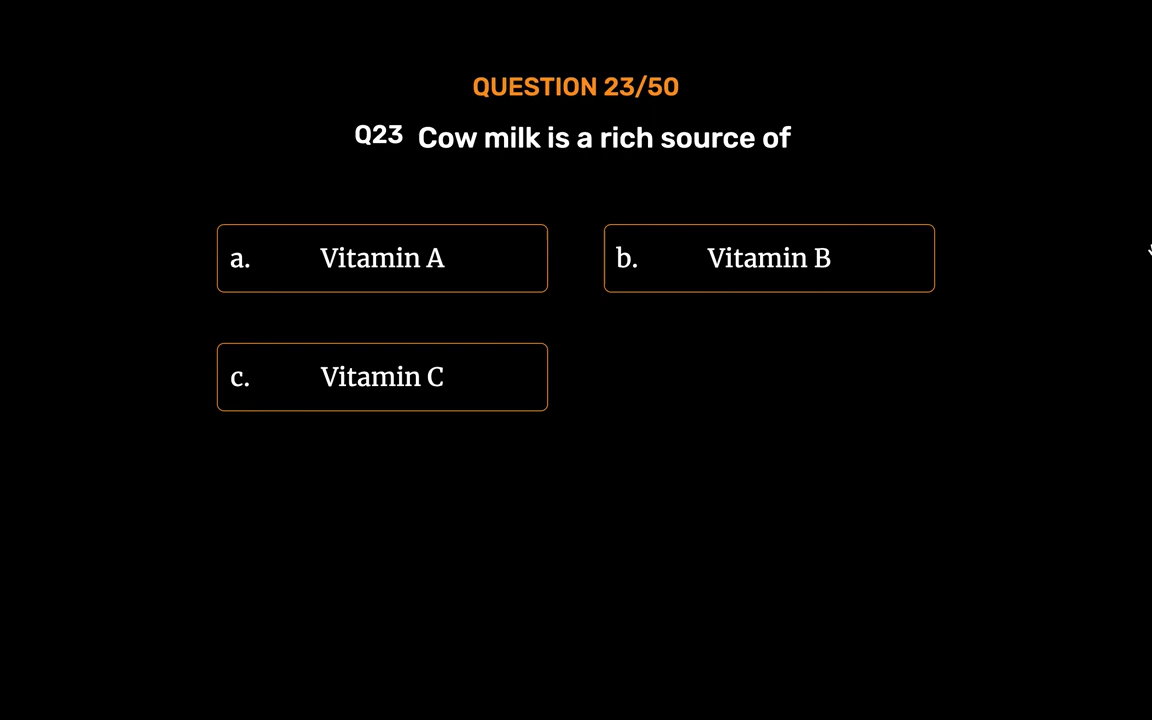 QUESTION 23/50
Q23 Cow milk is a rich source of
a. Vitamin A
b. Vitamin B
c. Vitamin C